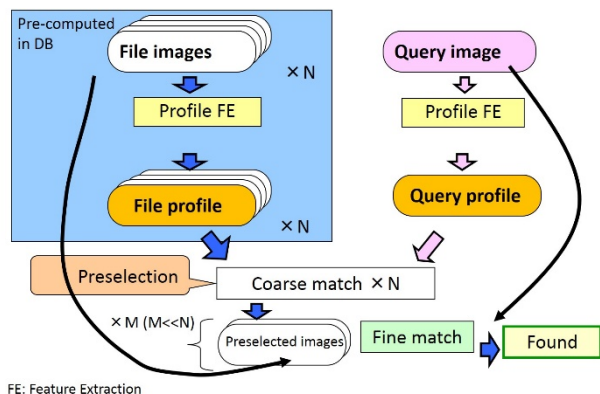 Pre-computed
in DB
File images
×N
Query image
Profile FE
Profile FE
File profile
×N
Query profile
Preselection
Coarse match ×N
×M (M<<N)
Preselected images
Fine match
Found
FE: Feature Extraction